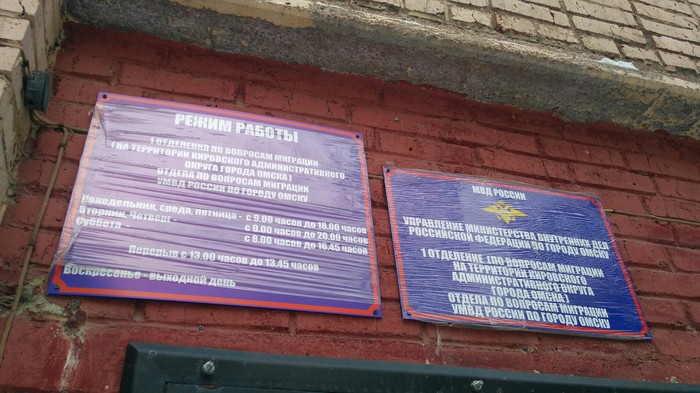 РЕЖИМ РАБОТЫ
1 ОТДЕЛЕНИЯ ПО ВОПРОСАМ МИГРАЦИИ
(НА ТЕРРИТОРИИ КИРОВСКОГО АДМИНИСТРАТИВНОГО
ОКРУГА ГОРОДА ОМСКА)
ОТДЕЛА ПО ВОПРОСАМ МИГРАЦИИ
УМВД РОССИИ ПО ГОРОДУ ОМСКУ
Понедельник, среда, пятница - с 9.00 часов до 18.00 часов
Вторник, Четверг - с 9.00 часов до 20.00 часов
Суббота - с 8.00 часов до 16.45 часов
Перерыв с 13.00 часов до 13.45 часов
Воскресенье - выходной день
МВД РОССИИ
УПРАВЛЕНИЕ МИНИСТЕРСТВА ВНУТРЕННИХ ДЕЛ
РОССИЙСКОЙ ФЕДЕРАЦИИ ПО ГОРОДУ ОМСКУ
1 ОТДЕЛЕНИЕ (ПО ВОПРОСАМ МИГРАЦИИ
НА ТЕРРИТОРИИ КИРОВСКОГО
АДМИНИСТРАТИВНОГО ОКРУГА
ГОРОДА ОМСКА)
ОТДЕЛА ПО ВОПРОСАМ МИГРАЦИИ
УМВД РОССИИ ПО ГОРОДУ ОМСКУ